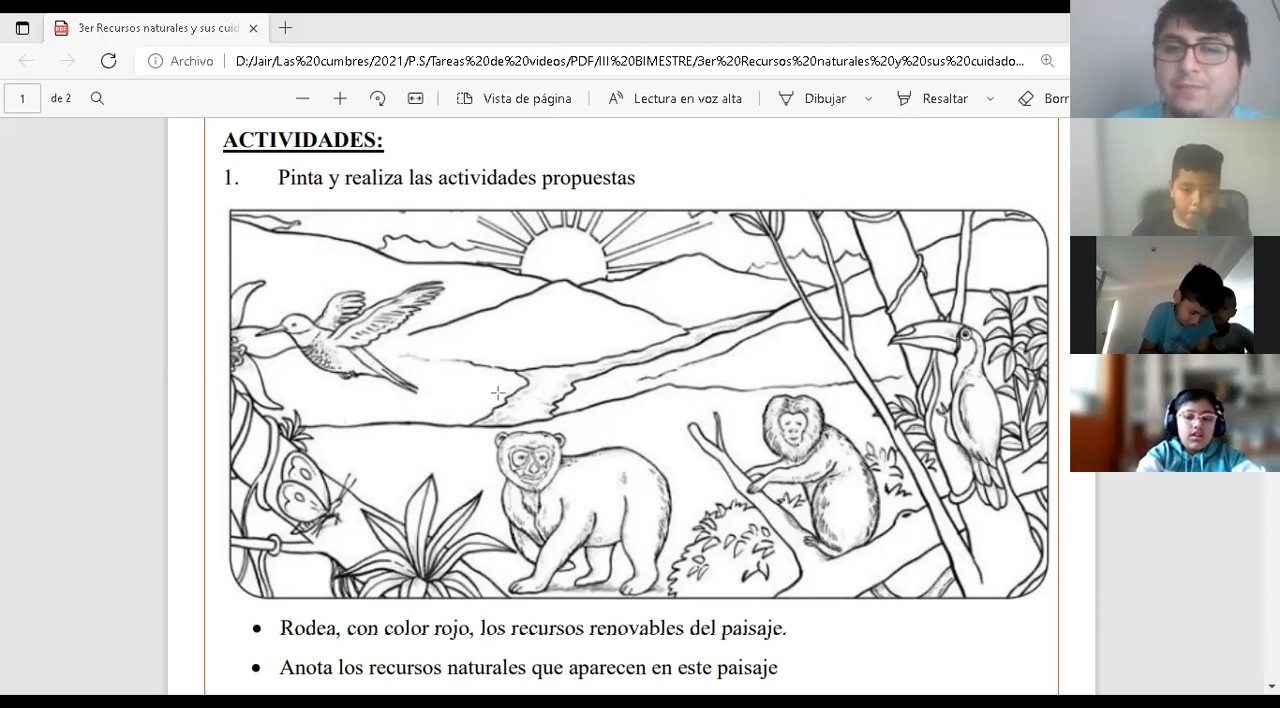 3er Recursos naturales y sus cuid
Archivo D:/Jair/Las%20cumbres/2021/P.S/Tareas%20de%20videos/PDF/III%20BIMESTRE/3er%20Recursos%20naturales%20y%20sus%20cuidado...
1 de 2 Vista de página Lectura en voz alta Dibujar Resaltar Borr
ACTIVIDADES:
1. Pinta y realiza las actividades propuestas
• Rodea, con color rojo, los recursos renovables del paisaje.
• Anota los recursos naturales que aparecen en este paisaje